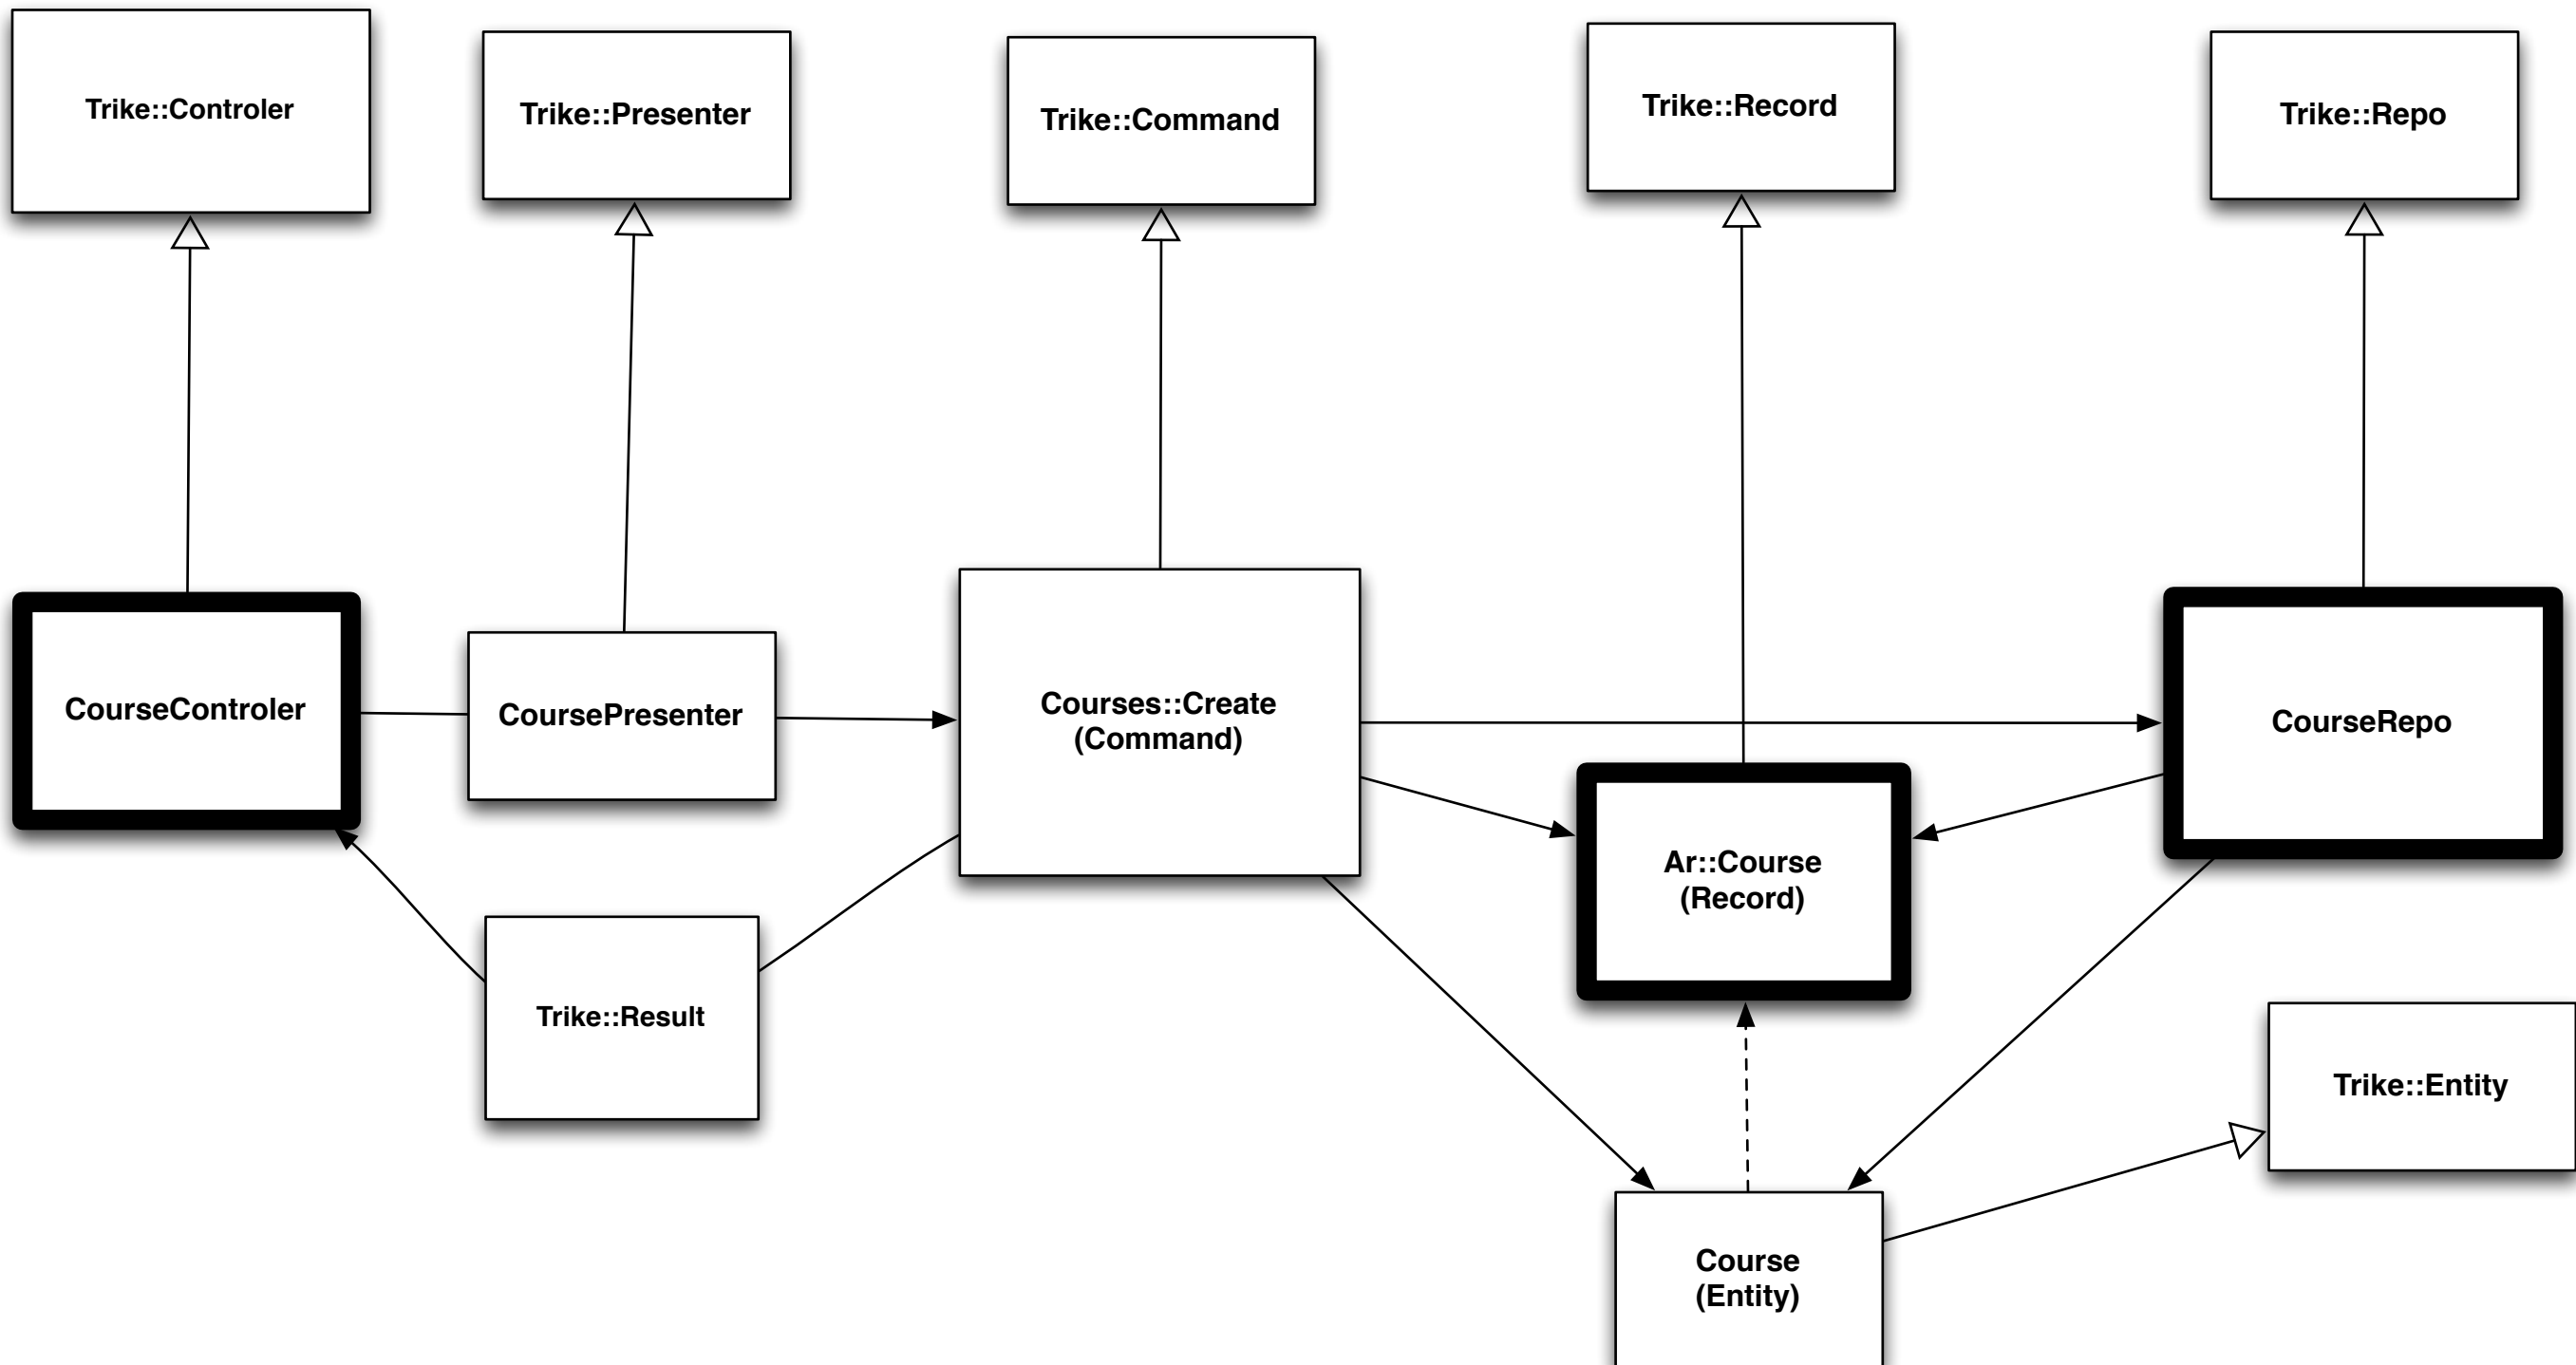 Trike::Controler
Trike::Presenter
Trike::Command
Trike::Record
Trike::Repo
CourseControler
CoursePresenter
Courses::Create
(Command)
CourseRepo
Ar::Course
(Record)
Trike::Result
Trike::Entity
Course
(Entity)